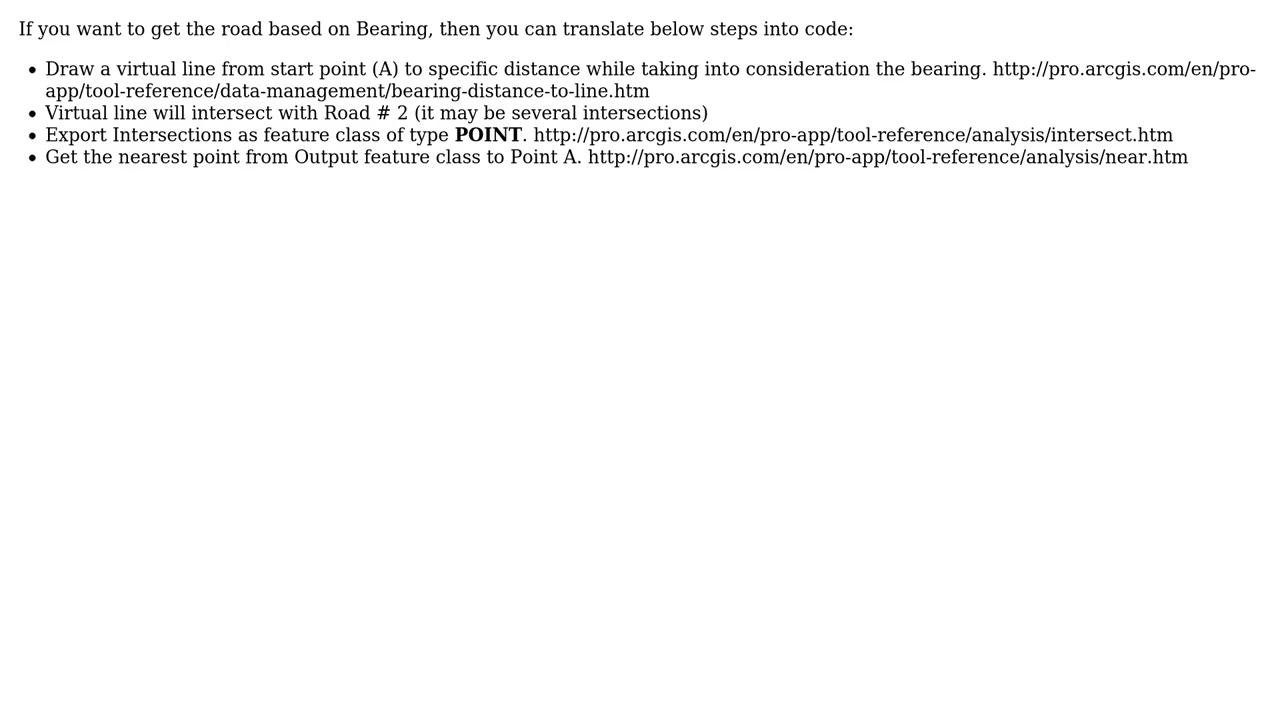 If you want to get the road based on Bearing, then you can translate below steps into code:
• Draw a virtual line from start point (A) to specific distance while taking into consideration the bearing. http://pro.arcgis.com/en/pro-
app/tool-reference/data-management/bearing-distance-to-line.htm
• Virtual line will intersect with Road # 2 (it may be several intersections)
• Export Intersections as feature class of type POINT. http://pro.arcgis.com/en/pro-app/tool-reference/analysis/intersect.htm
• Get the nearest point from Output feature class to Point A. http://pro.arcgis.com/en/pro-app/tool-reference/analysis/near.htm